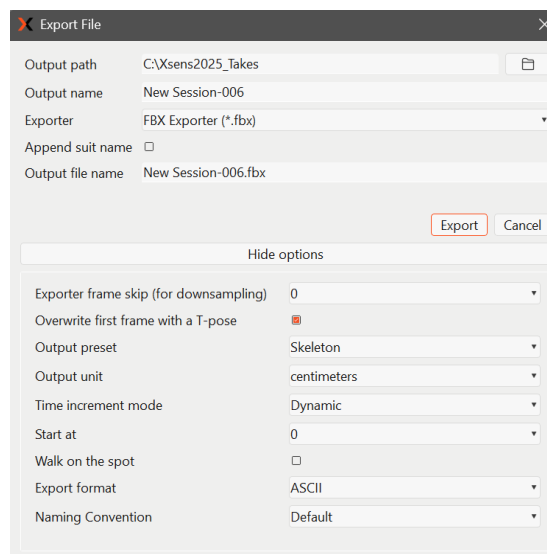 Export File
Output path C:\Xsens2025_Takes
Output name New Session-006
Exporter FBX Exporter (*.fbx)
Append suit name
Output file name New Session-006.fbx
Export Cancel
Hide options
Exporter frame skip (for downsampling) 0
Overwrite first frame with a T-pose
Output preset Skeleton
Output unit centimeters
Time increment mode Dynamic
Start at 0
Walk on the spot
Export format ASCII
Naming Convention Default